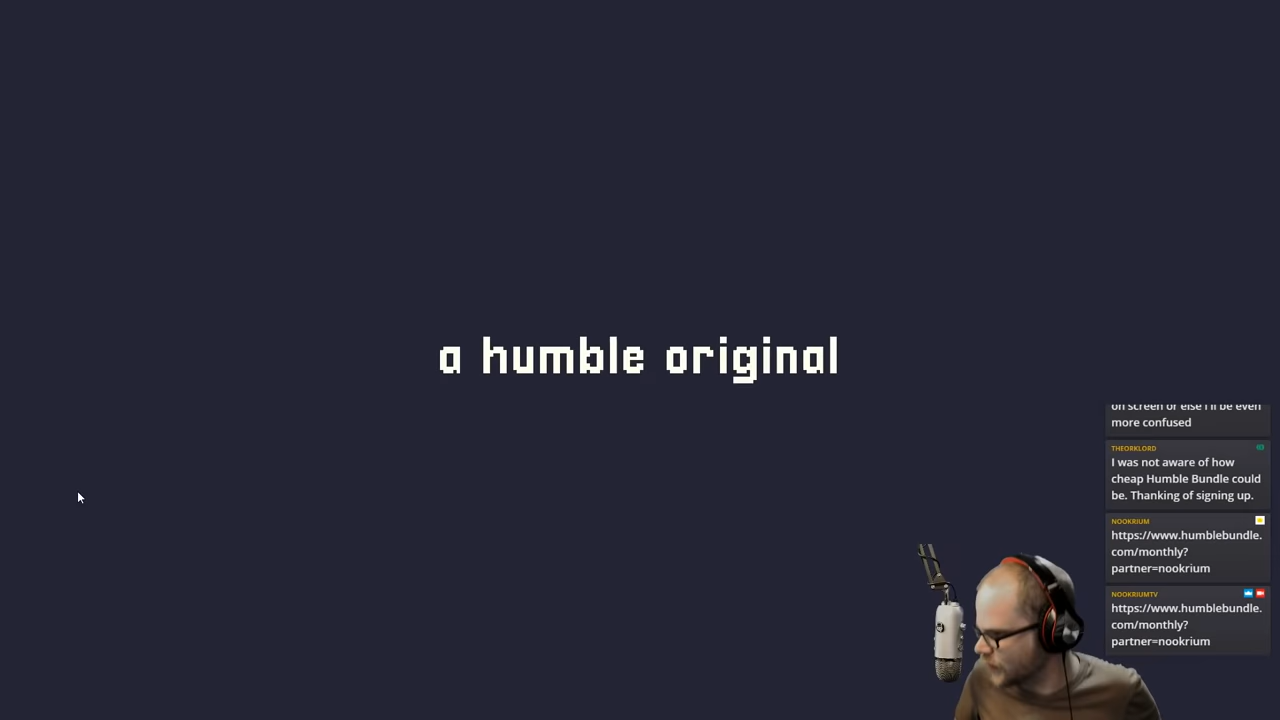 a humble original
on screen or else I'll be even
more confused
THEORKLORD
I was not aware of how
cheap Humble Bundle could
be. Thanking of signing up.
NOOKRIUM
https://www.humblebundle.
com/monthly?
partner=nookrium
NOOKRIUMTV
https://www.humblebundle.
com/monthly?
partner=nookrium